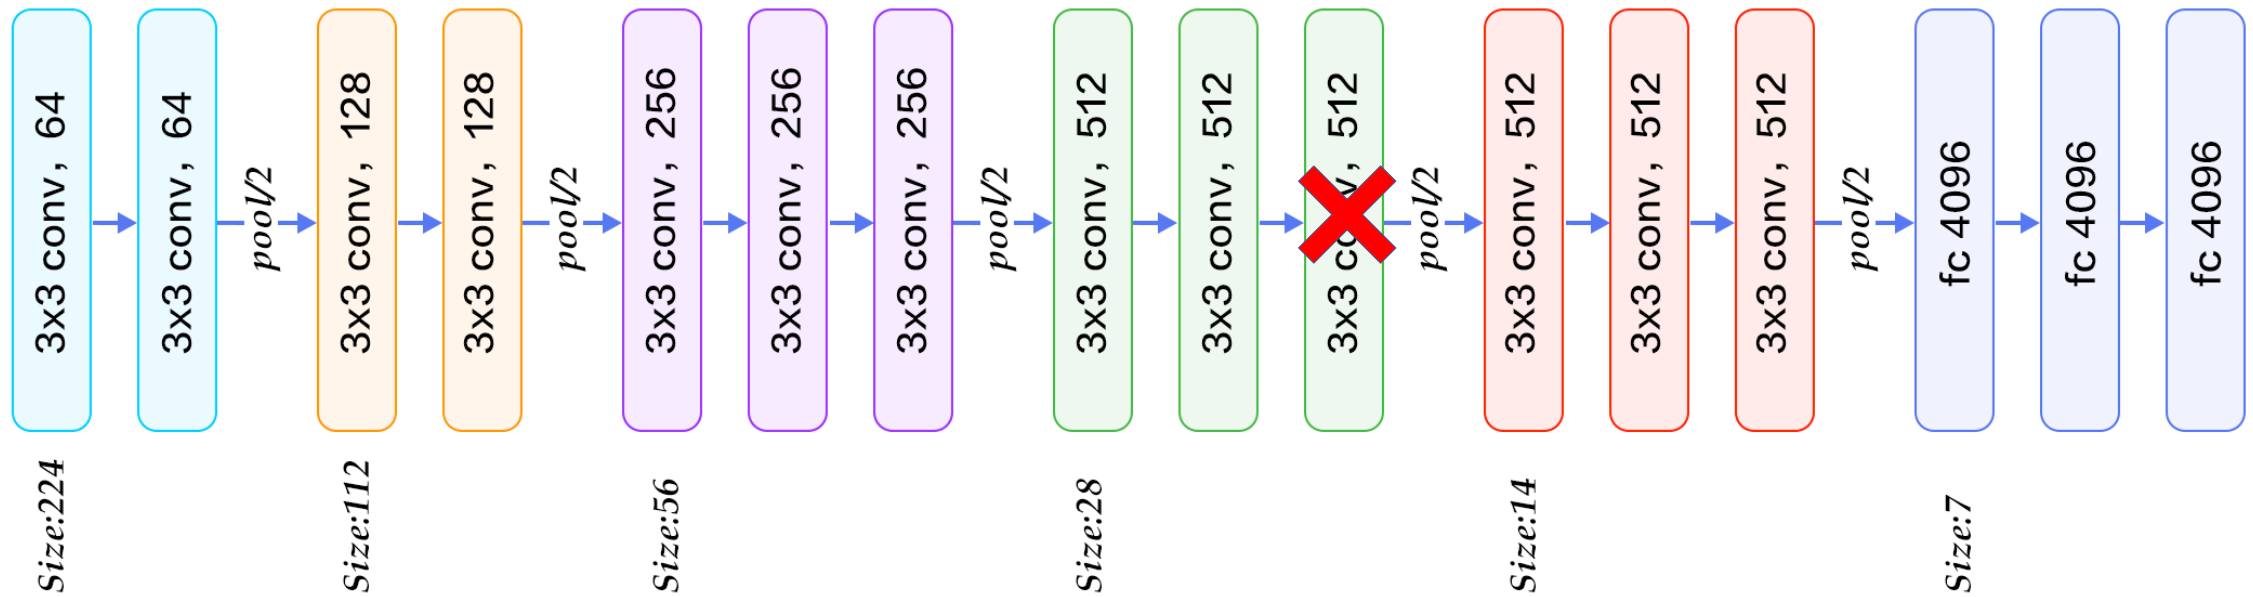 3x3 conv, 64
3x3 conv, 64
pool/2
3x3 conv, 128
3x3 conv, 128
pool/2
3x3 conv, 256
3x3 conv, 256
3x3 conv, 256
pool/2
3x3 conv, 512
3x3 conv, 512
3x3 conv, 512
pool/2
3x3 conv, 512
3x3 conv, 512
3x3 conv, 512
pool/2
fc 4096
fc 4096
fc 4096
Size:224
Size:112
Size:56
Size:28
Size:14
Size:7